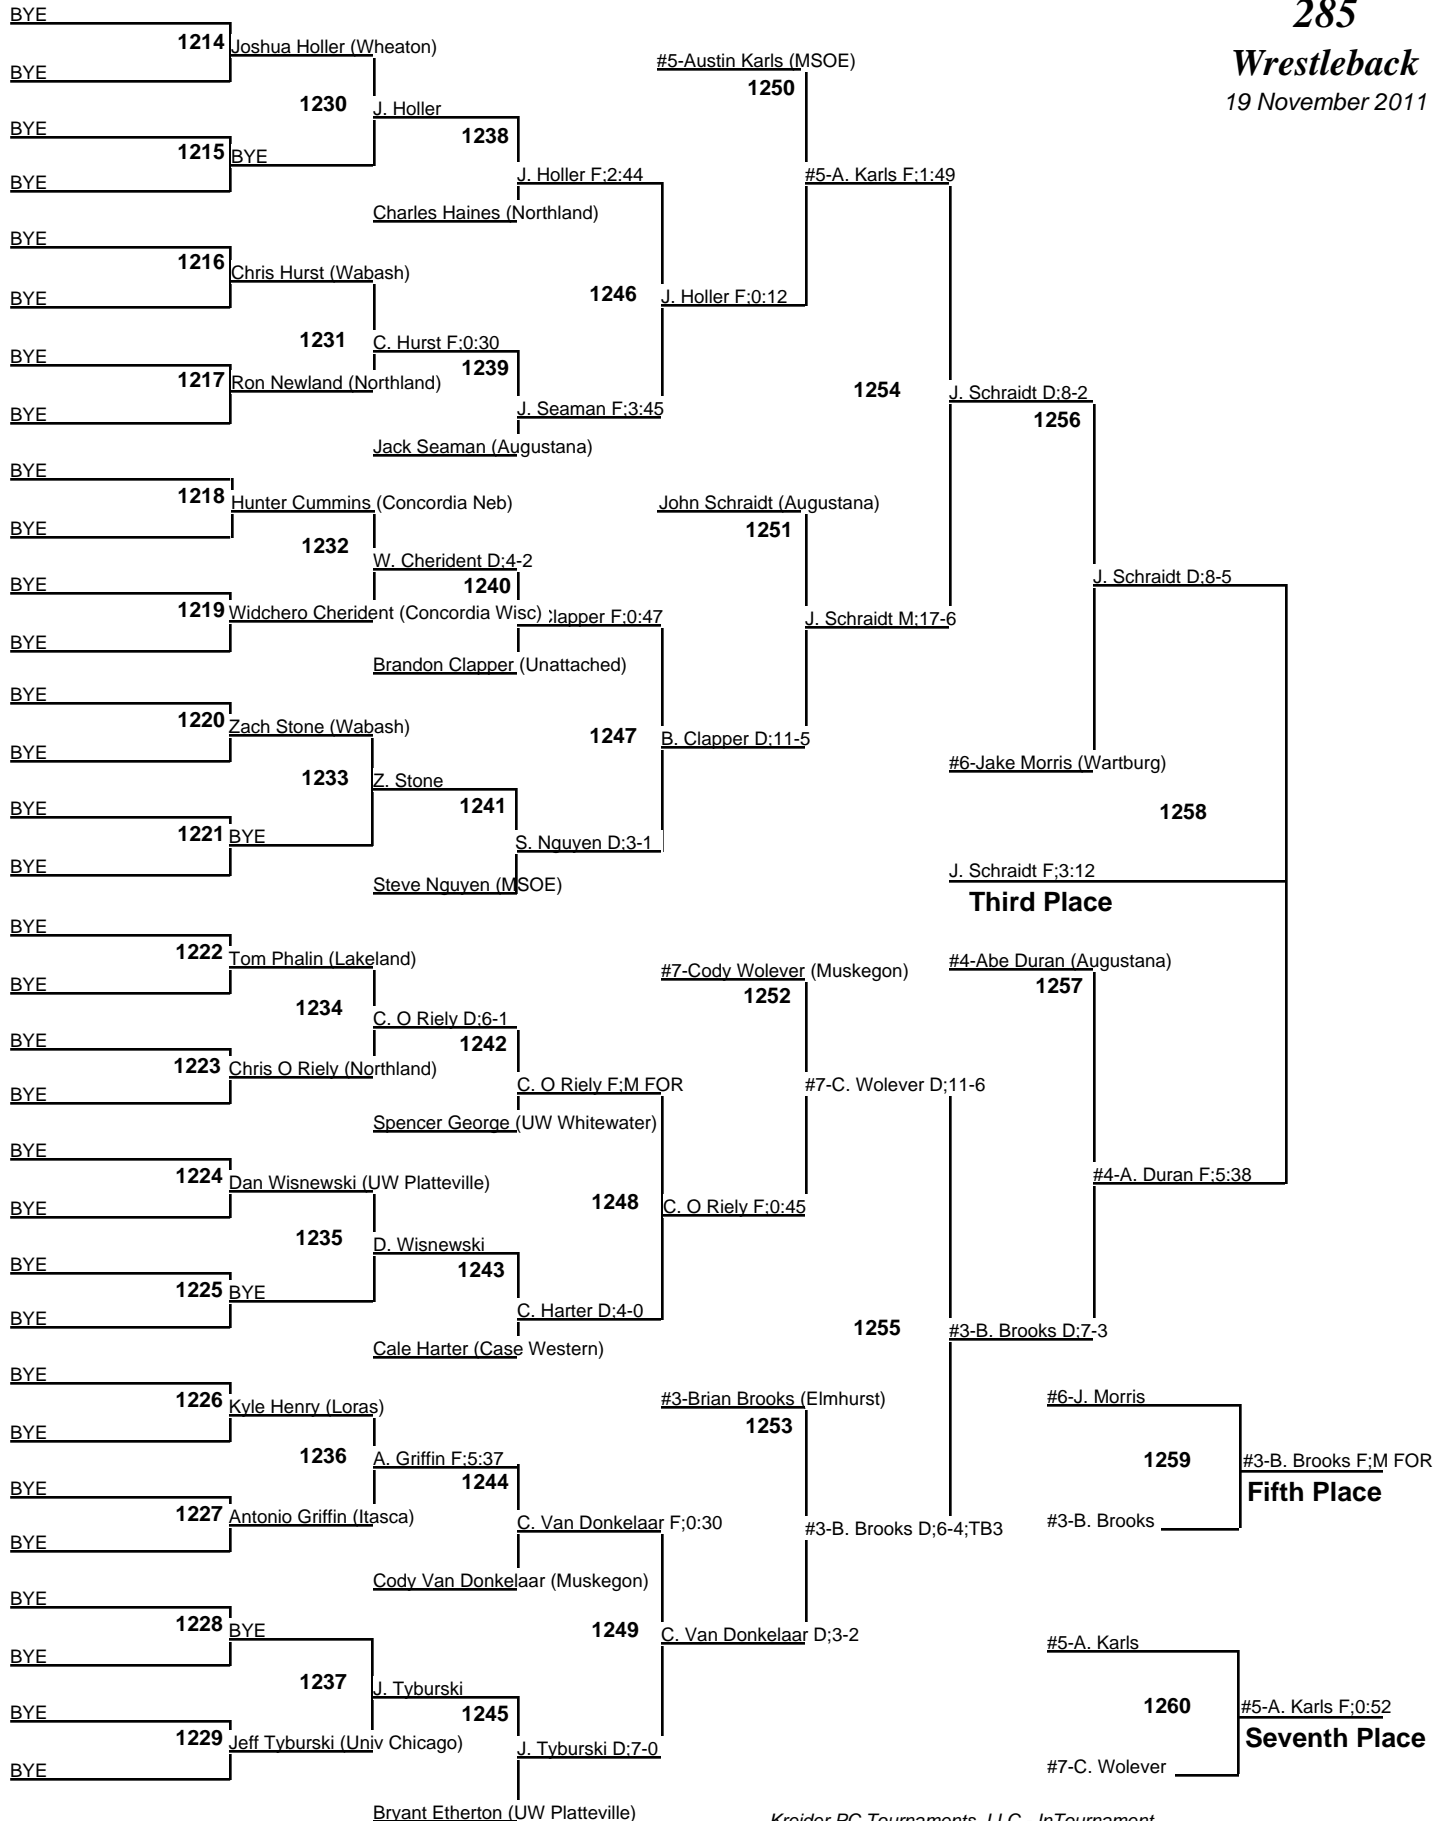 BYE
285
1214 Joshua Holler (Wheaton)
#5-Austin Karls (MSOE)
Wrestleback
BYE
1250
19 November 2011
1230 J. Holler
BYE
1238
1215 BYE
BYE
J. Holler F;2:44
#5-A. Karls F;1:49
Charles Haines (Northland)
BYE
1216 Chris Hurst (Wabash)
BYE
1246 J. Holler F;0:12
1231 C. Hurst F;0:30
BYE
1239
1217 Ron Newland (Northland)
1254 J. Schraidt D;8-2
BYE
J. Seaman F;3:45
1256
Jack Seaman (Augustana)
BYE
1218 Hunter Cummins (Concordia Neb)
John Schraidt (Augustana)
BYE
1251
1232 W. Cherident D;4-2
BYE
1240
J. Schraidt D;8-5
1219 Widchero Cherident (Concordia Wisc)
lapper F;0:47
J. Schraidt M;17-6
BYE
Brandon Clapper (Unattached)
BYE
1220 Zach Stone (Wabash)
BYE
1247 B. Clapper D;11-5
#6-Jake Morris (Wartburg)
1233 Z. Stone
BYE
1241
1258
1221 BYE
S. Nguyen D;3-1
BYE
J. Schraidt F;3:12
Steve Nguyen (MSOE)
Third Place
BYE
1222 Tom Phalin (Lakeland)
#7-Cody Wolever (Muskegon)
#4-Abe Duran (Augustana)
BYE
1252
1257
1234 C. O Riely D;6-1
BYE
1242
1223 Chris O Riely (Northland)
BYE
C. O Riely F;M FOR
#7-C. Wolever D;11-6
Spencer George (UW Whitewater)
BYE
1224 Dan Wisnewski (UW Platteville)
#4-A. Duran F;5:38
BYE
1248 C. O Riely F;0:45
1235 D. Wisnewski
BYE
1243
1225 BYE
BYE
C. Harter D;4-0
1255 #3-B. Brooks D;7-3
Cale Harter (Case Western)
BYE
1226 Kyle Henry (Loras)
#3-Brian Brooks (Elmhurst)
#6-J. Morris
BYE
1253
1236 A. Griffin F;5:37
1259 #3-B. Brooks F;M FOR
BYE
1244
Fifth Place
1227 Antonio Griffin (Itasca)
C. Van Donkelaar F;0:30
#3-B. Brooks D;6-4;TB3
#3-B. Brooks
BYE
Cody Van Donkelaar (Muskegon)
BYE
1228 BYE
1249 C. Van Donkelaar D;3-2
#5-A. Karls
BYE
1237 J. Tyburski
BYE
1245
1260 #5-A. Karls F;0:52
1229 Jeff Tyburski (Univ Chicago)
J. Tyburski D;7-0
Seventh Place
BYE
#7-C. Wolever
Bryant Etherton (UW Platteville)
Kreider PC Tournaments, LLC - InTournament